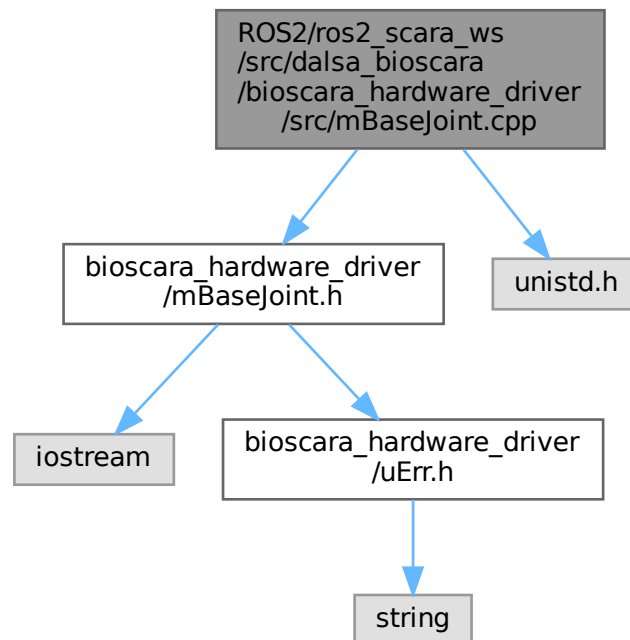 ROS2/ros2_scara_ws
/src/dalsa_bioscara
/bioscara_hardware_driver
/src/mBaseJoint.cpp
bioscara_hardware_driver
/mBaseJoint.h
unistd.h
iostream
bioscara_hardware_driver
/uErr.h
string